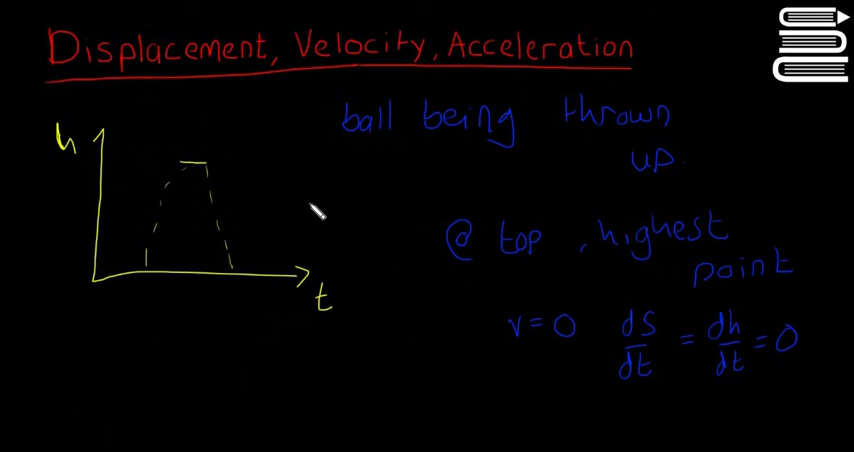 Displacement, Velocity, Acceleration
h
t
ball being thrown
up.
@ top, highest
point
v = 0 dS/dt = dh/dt = 0